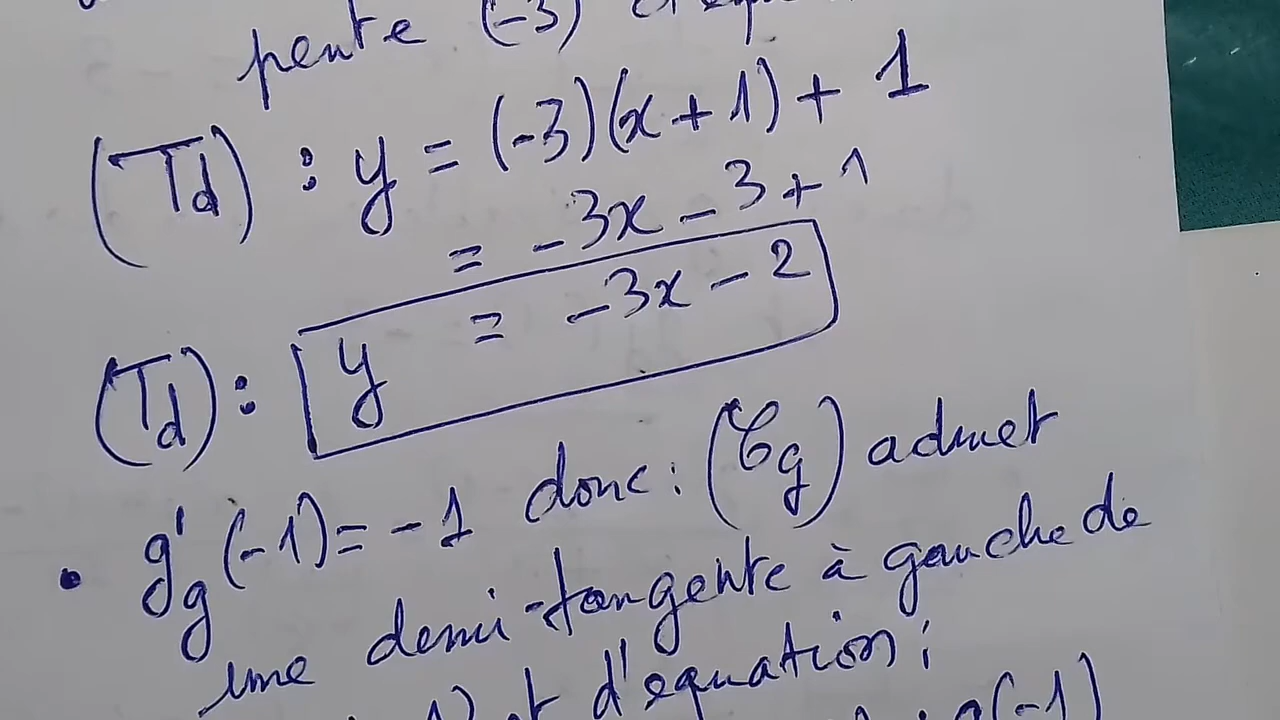 pente (-3)
(Td) : y = (-3)(x + 1) + 1
= -3x - 3 + 1
(Td) : y = -3x - 2
• g'g (-1) = -1 donc : (Cg) admet
une demi-tangente à gauche de
d'équation :
g(-1)